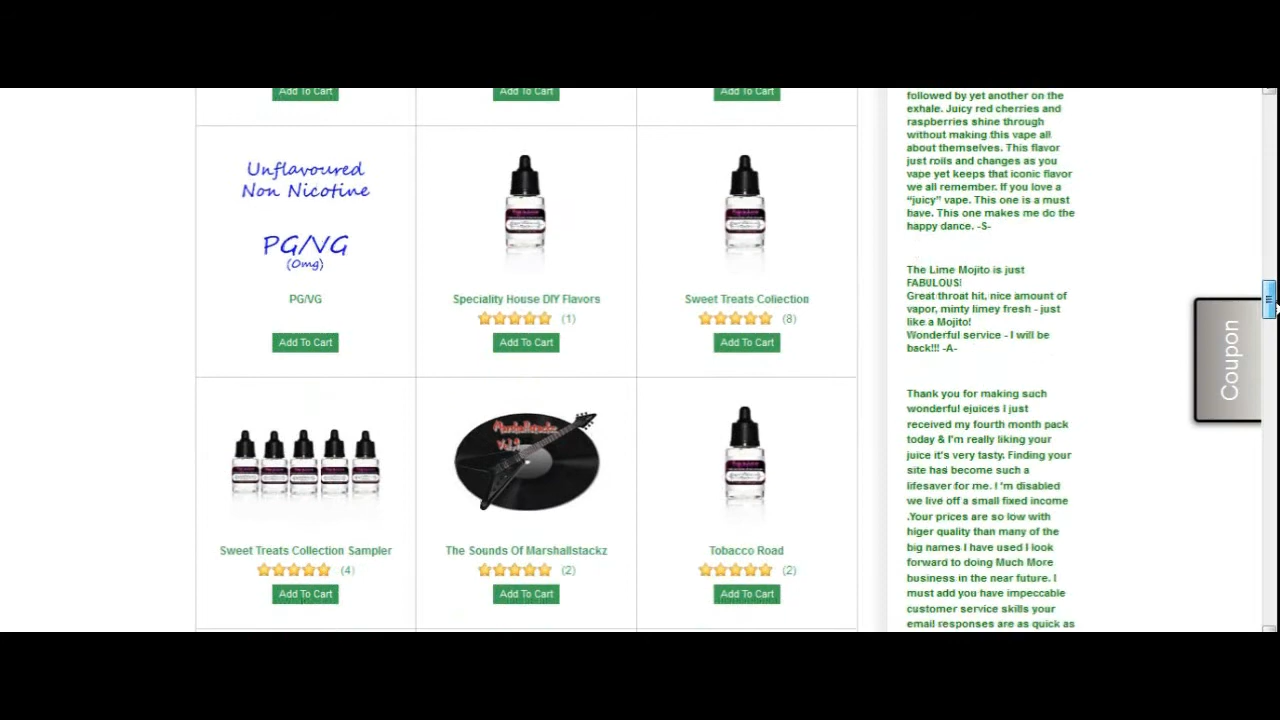 Add To Cart
Add To Cart
Add To Cart
Unflavoured
Non Nicotine
PG/VG
(0mg)
PG/VG
Add To Cart
Speciality House DIY Flavors
(1)
Add To Cart
Sweet Treats Collection
(8)
Add To Cart
Sweet Treats Collection Sampler
(4)
Add To Cart
Marshallstackz
The Sounds Of Marshallstackz
(2)
Add To Cart
Tobacco Road
(2)
Add To Cart
followed by yet another on the
exhale. Juicy red cherries and
raspberries shine through
without making this vape all
about themselves. This flavor
just rolls and changes as you
vape yet keeps that iconic flavor
we all remember. If you love a
“juicy” vape. This one is a must
have. This one makes me do the
happy dance. -S-
The Lime Mojito is just
FABULOUS!
Great throat hit, nice amount of
vapor, minty limey fresh - just
like a Mojito!
Wonderful service - I will be
back!!! -A-
Thank you for making such
wonderful ejuices I just
received my fourth month pack
today & I'm really liking your
juice it's very tasty. Finding your
site has become such a
lifesaver for me. I 'm disabled
we live off a small fixed income
.Your prices are so low with
higer quality than many of the
big names I have used I look
forward to doing Much More
business in the near future. I
must add you have impeccable
customer service skills your
email responses are as quick as
Coupon